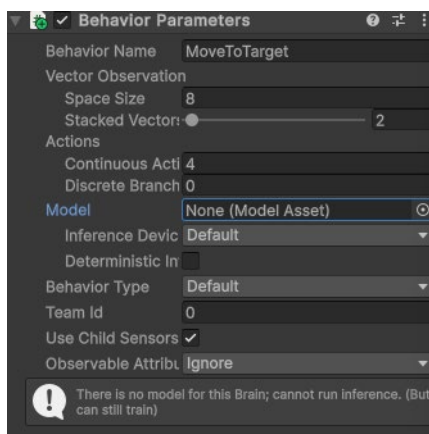 Behavior Parameters
Behavior Name MoveToTarget
Vector Observation
Space Size 8
Stacked Vectors 2
Actions
Continuous Acti 4
Discrete Branch 0
Model None (Model Asset)
Inference Devic Default
Deterministic In
Behavior Type Default
Team Id 0
Use Child Sensors
Observable Attribu Ignore
There is no model for this Brain; cannot run inference. (But
can still train)